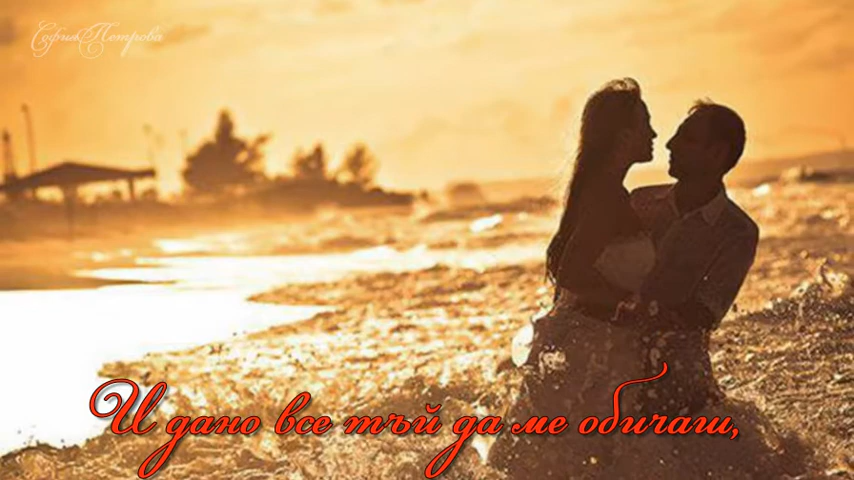 София Петрова
И дано все тъй да ме обичаш,